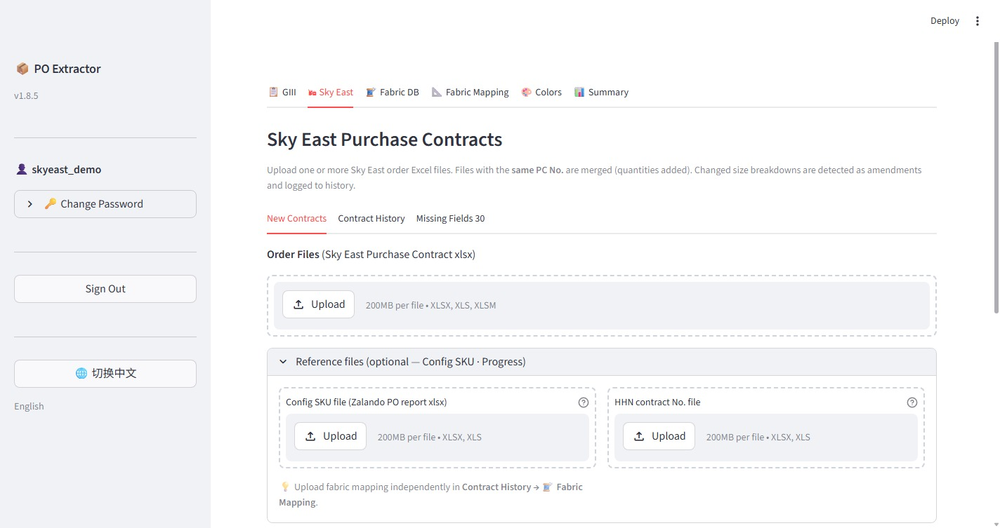 Deploy
PO Extractor
v1.8.5
skyeast_demo
Change Password
Sign Out
切换中文
English
GIII
Sky East
Fabric DB
Fabric Mapping
Colors
Summary
Sky East Purchase Contracts
Upload one or more Sky East order Excel files. Files with the same PC No. are merged (quantities added). Changed size breakdowns are detected as amendments
and logged to history.
New Contracts
Contract History
Missing Fields 30
Order Files (Sky East Purchase Contract xlsx)
Upload
200MB per file • XLSX, XLS, XLSM
Reference files (optional — Config SKU · Progress)
Config SKU file (Zalando PO report xlsx)
Upload
200MB per file • XLSX, XLS
HHN contract No. file
Upload
200MB per file • XLSX, XLS
Upload fabric mapping independently in Contract History → Fabric
Mapping.